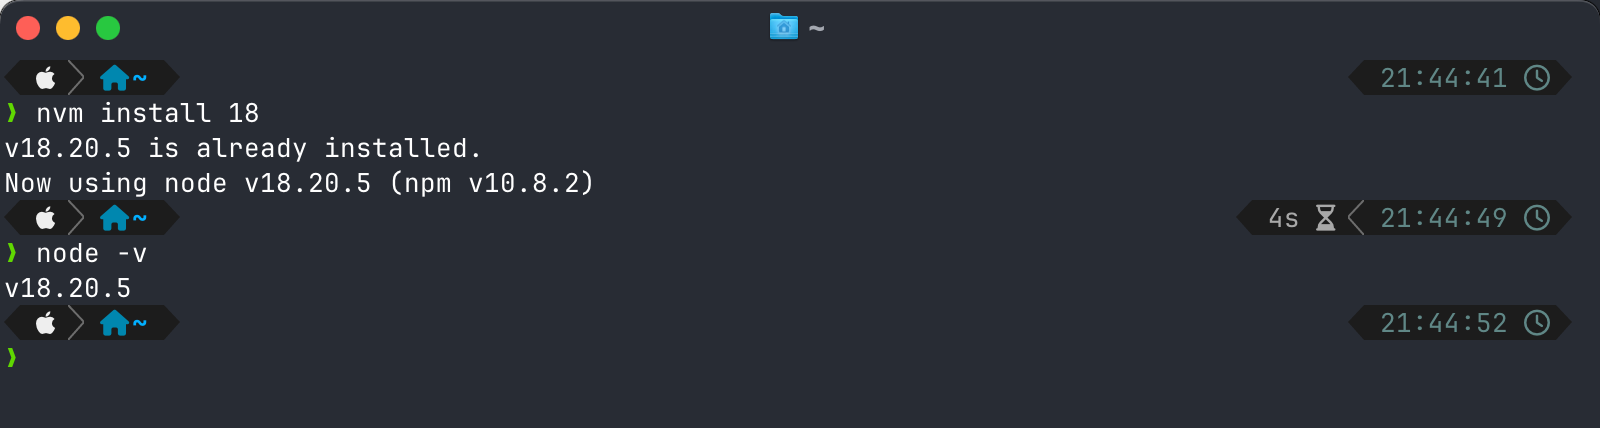 ~
~ 21:44:41
❯ nvm install 18
v18.20.5 is already installed.
Now using node v18.20.5 (npm v10.8.2)
~ 4s 21:44:49
❯ node -v
v18.20.5
~ 21:44:52
❯